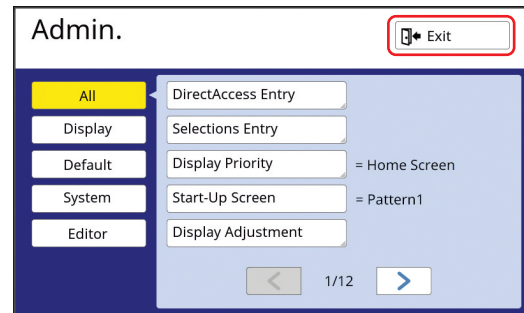 Admin.
Exit
All
DirectAccess Entry
Display
Selections Entry
Default
Display Priority
= Home Screen
System
Start-Up Screen
= Pattern1
Editor
Display Adjustment
1/12